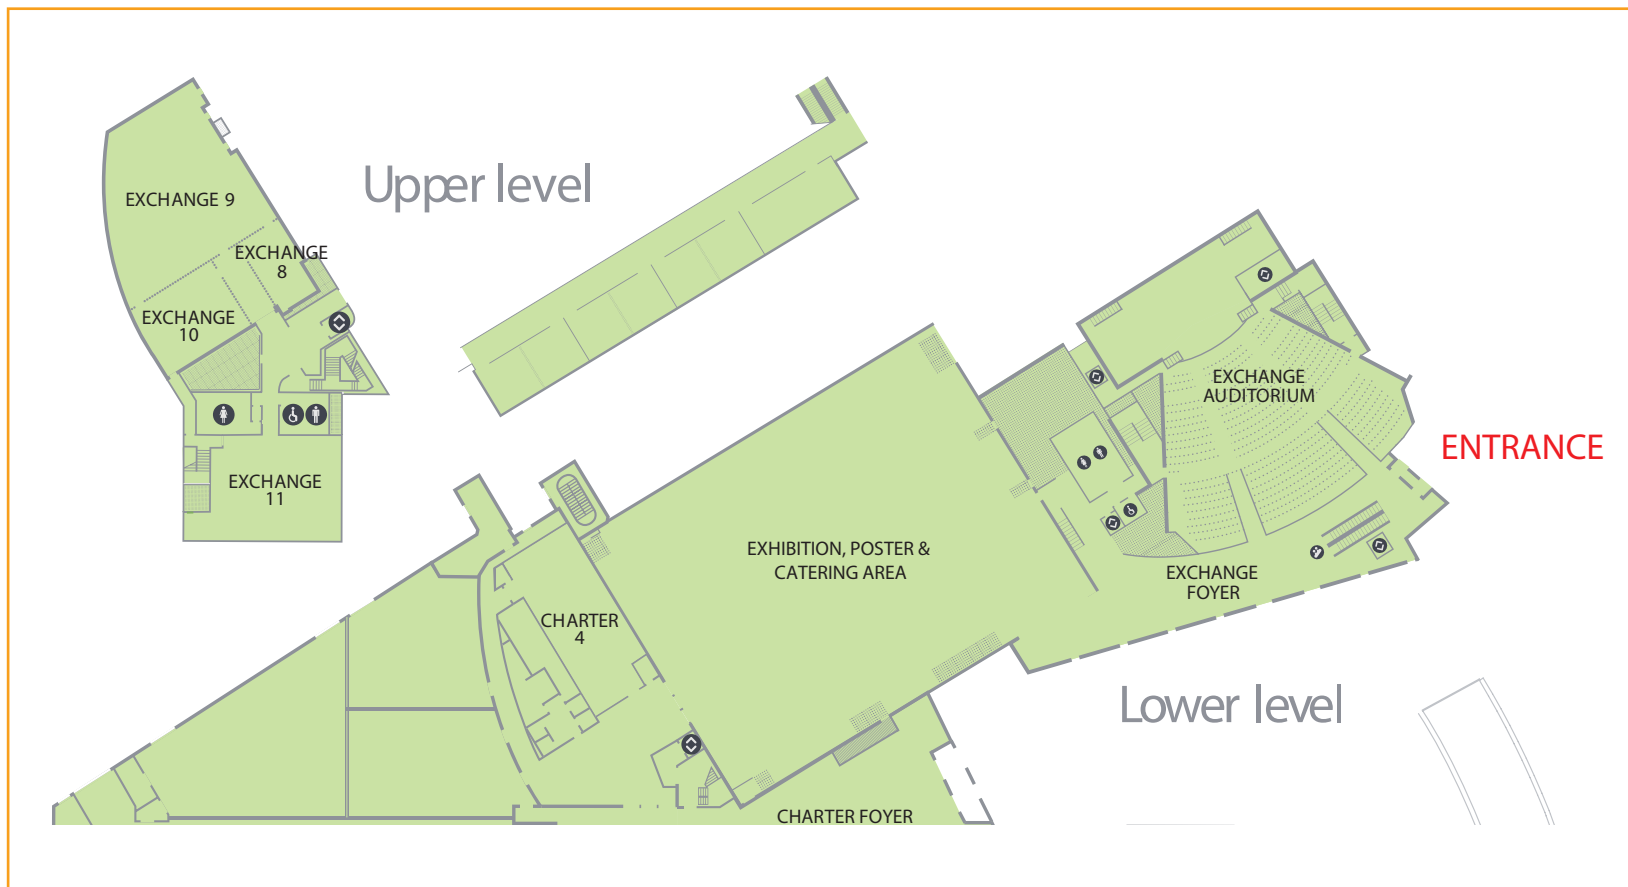 Upper level
EXCHANGE 9
EXCHANGE
8
EXCHANGE
10
EXCHANGE
11
EXCHANGE
AUDITORIUM
ENTRANCE
EXHIBITION, POSTER &
CATERING AREA
EXCHANGE
FOYER
CHARTER
4
Lower level
CHARTER FOYER